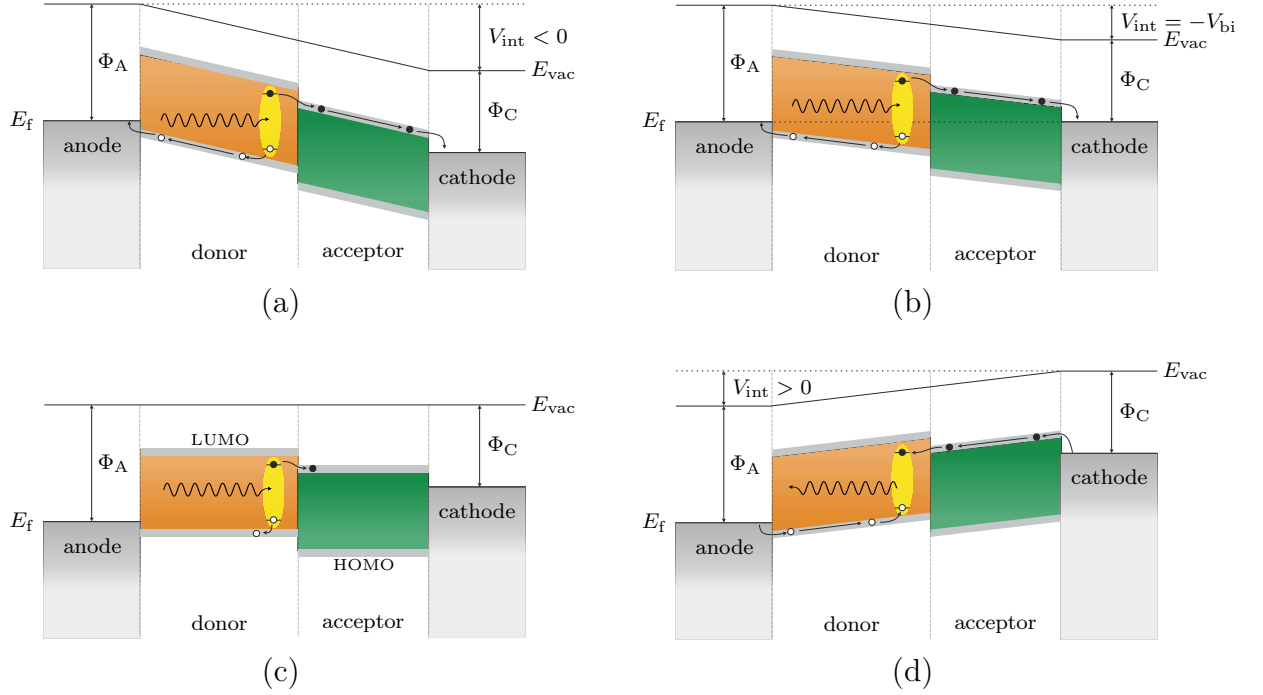 V_int < 0
Φ_A
E_vac
Φ_C
E_f
anode
cathode
donor
acceptor
(a)
V_int = −V_bi
E_vac
Φ_A
Φ_C
E_f
anode
cathode
donor
acceptor
(b)
E_vac
LUMO
Φ_A
Φ_C
E_f
cathode
anode
HOMO
donor
acceptor
(c)
E_vac
V_int > 0
Φ_C
Φ_A
cathode
E_f
anode
donor
acceptor
(d)